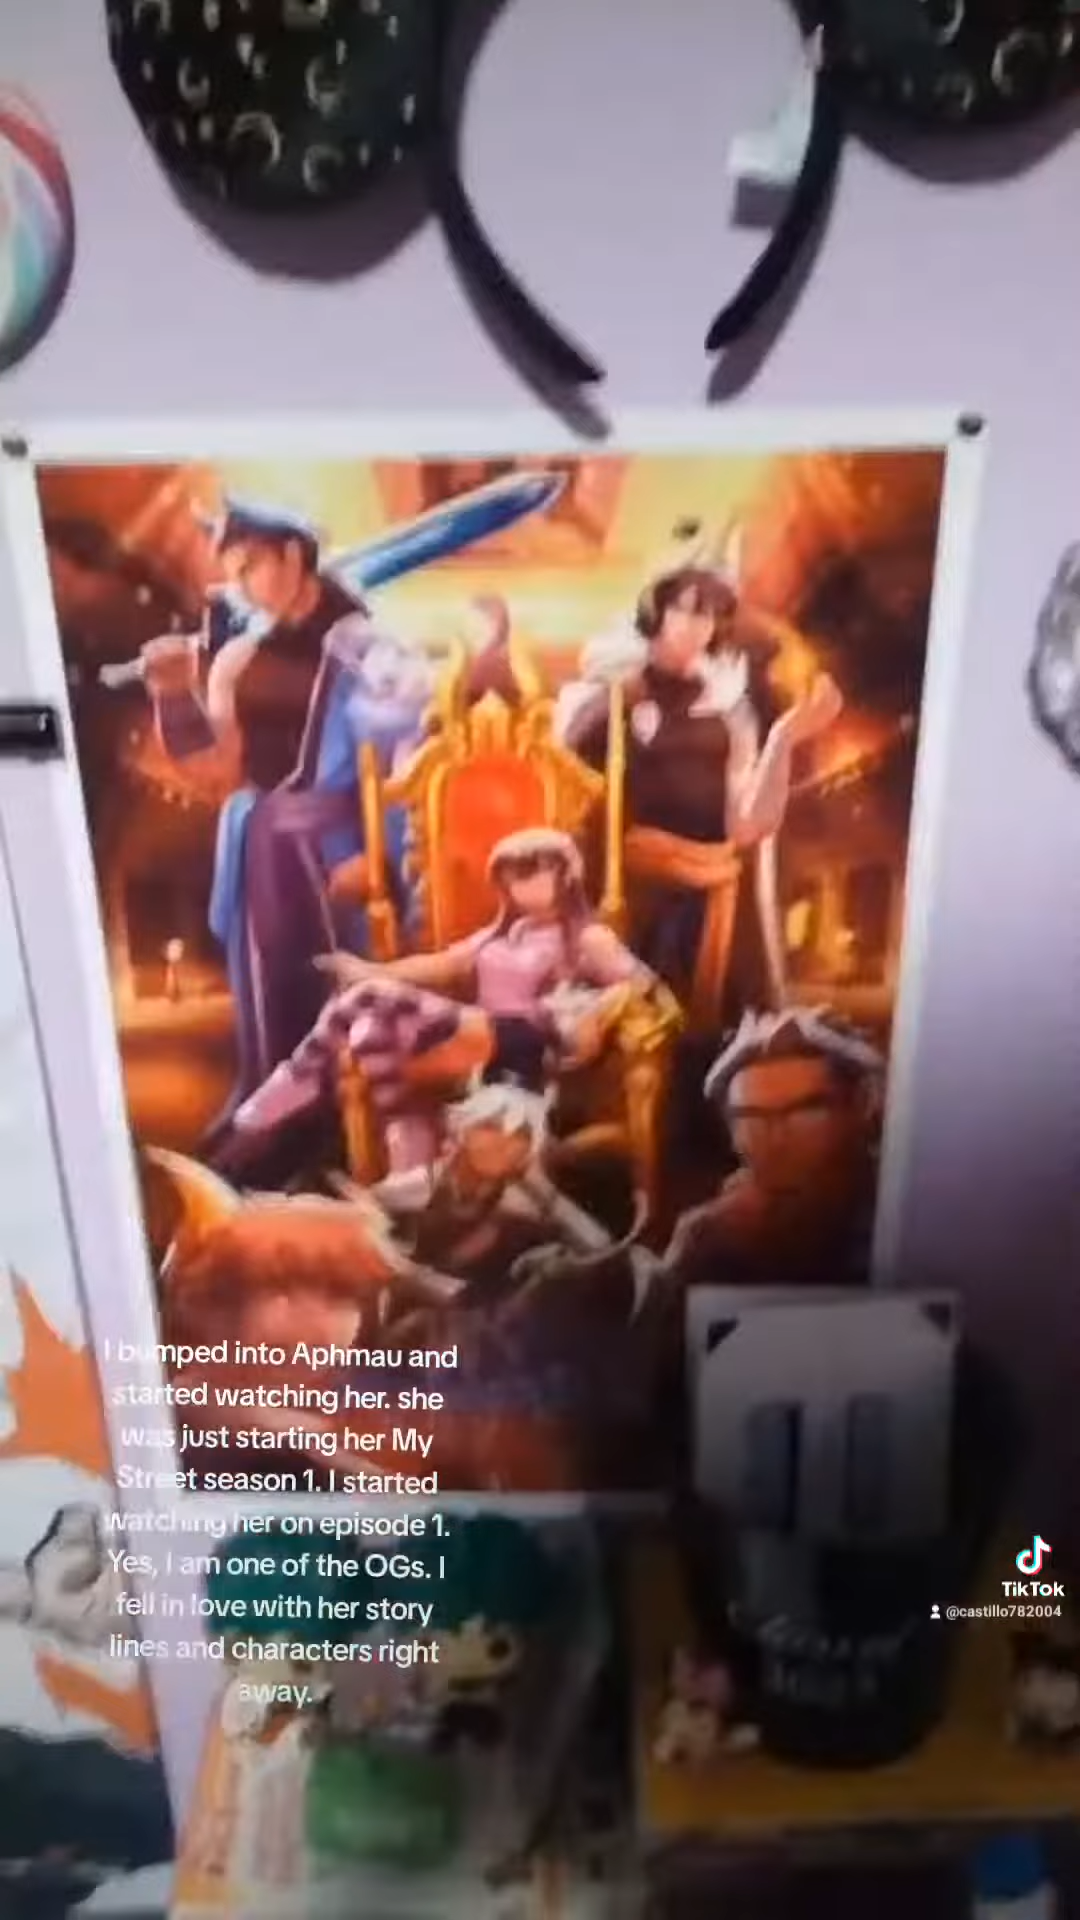 I bumped into Aphmau and
started watching her. she
was just starting her My
Street season 1. I started
watching her on episode 1.
Yes, I am one of the OGs. I
fell in love with her story
lines and characters right
away.
TikTok
@castillo782004